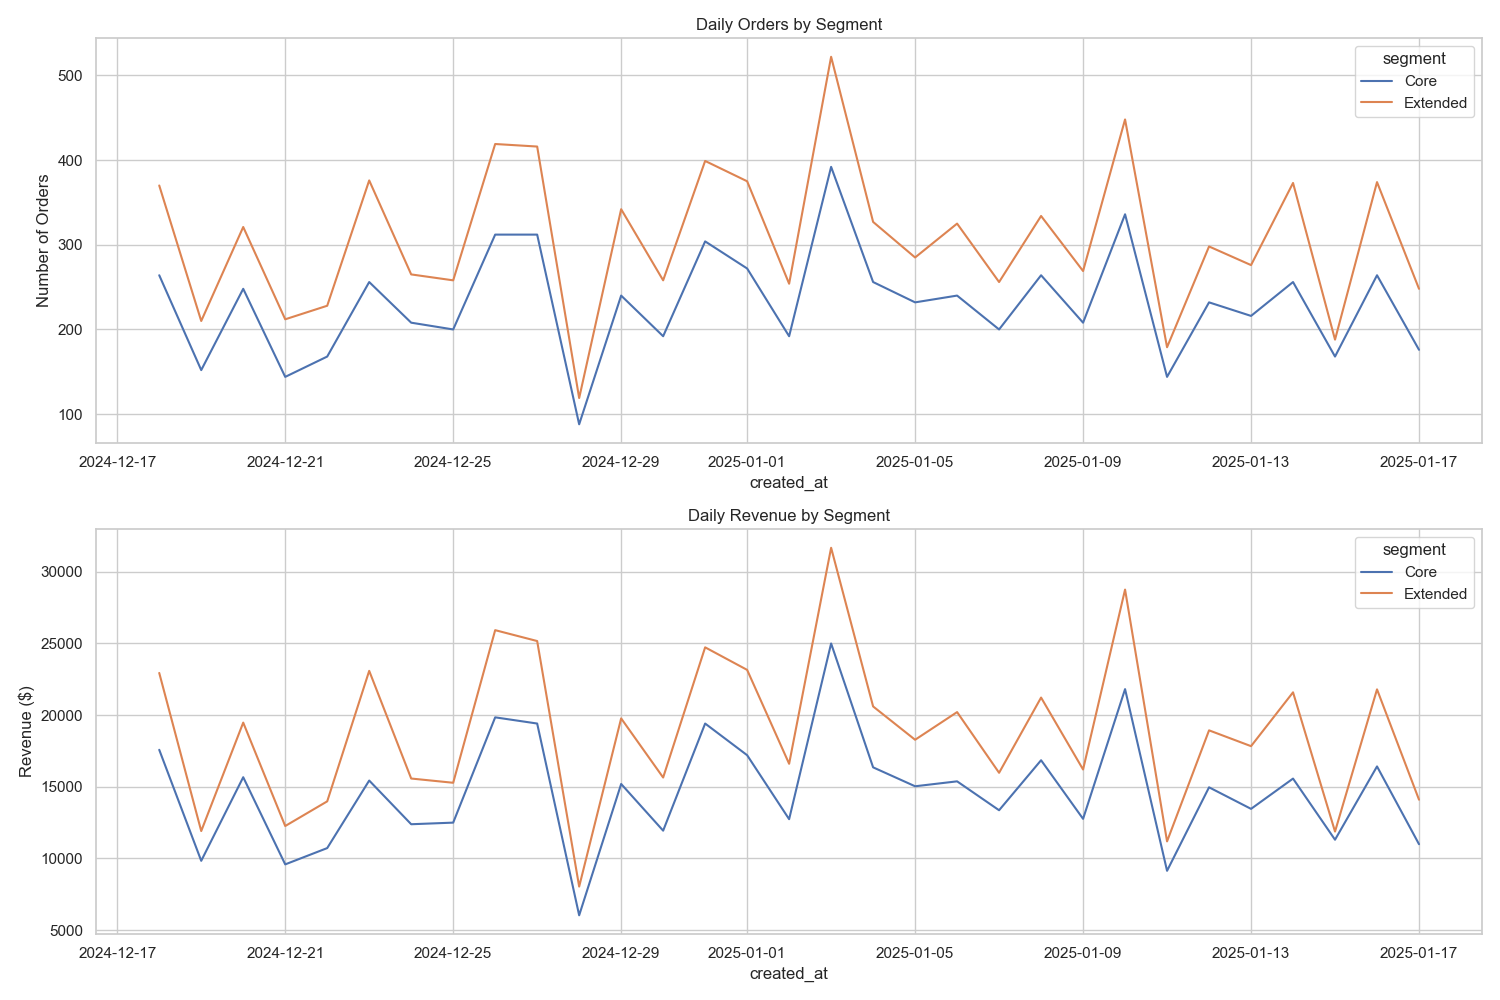 Daily Orders by Segment
segment
Core
Extended
Number of Orders
500
400
300
200
100
2024-12-17 2024-12-21 2024-12-25 2024-12-29 2025-01-01 2025-01-05 2025-01-09 2025-01-13 2025-01-17
created_at
Daily Revenue by Segment
segment
Core
Extended
Revenue ($)
30000
25000
20000
15000
10000
5000
2024-12-17 2024-12-21 2024-12-25 2024-12-29 2025-01-01 2025-01-05 2025-01-09 2025-01-13 2025-01-17
created_at